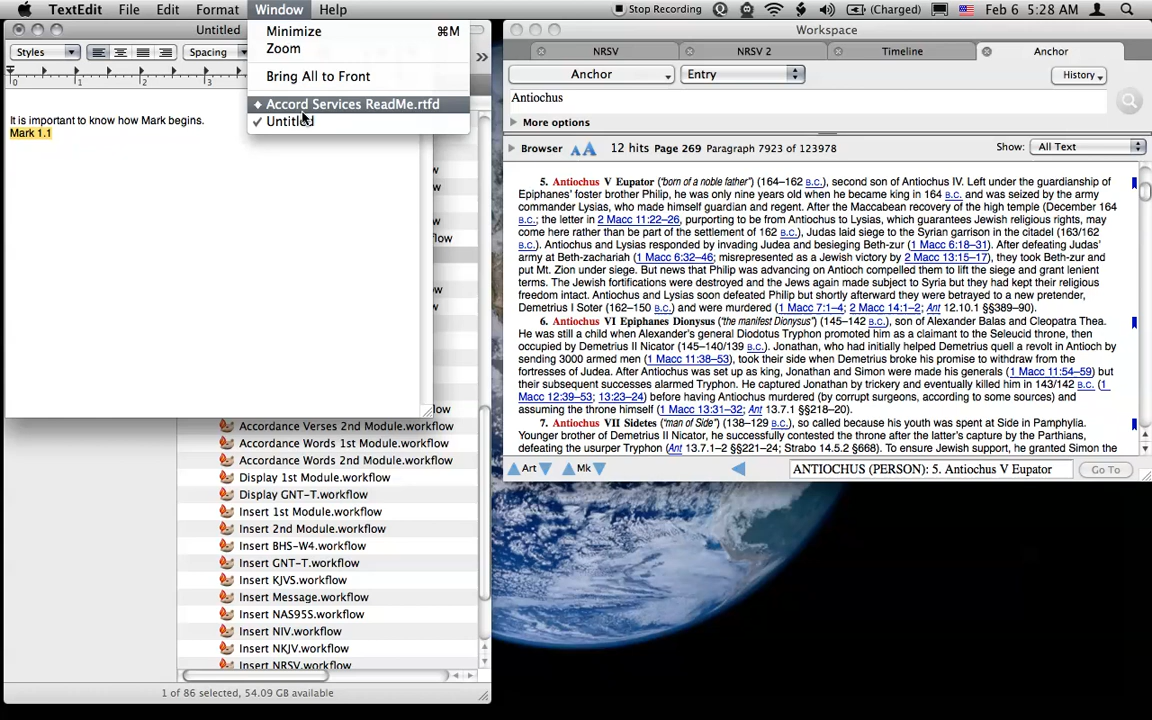 TextEdit File Edit Format Window Help Stop Recording (Charged) Feb 6 5:28 AM
Untitled
Styles Spacing »
0 1 2 3
It is important to know how Mark begins.
Mark 1.1
Minimize ⌘M
Zoom
Bring All to Front
Accord Services ReadMe.rtfd
✓ Untitled
Accordance Verses 2nd Module.workflow
Accordance Words 1st Module.workflow
Accordance Words 2nd Module.workflow
Display 1st Module.workflow
Display GNT-T.workflow
Insert 1st Module.workflow
Insert 2nd Module.workflow
Insert BHS-W4.workflow
Insert GNT-T.workflow
Insert KJVS.workflow
Insert Message.workflow
Insert NAS95S.workflow
Insert NIV.workflow
Insert NKJV.workflow
Insert NRSV.workflow
1 of 86 selected, 54.09 GB available
Workspace
NRSV NRSV 2 Timeline Anchor
Anchor Entry History
Antiochus
More options
Browser AA 12 hits Page 269 Paragraph 7923 of 123978 Show: All Text
5. Antiochus V Eupator ("born of a noble father") (164–162 B.C.), second son of Antiochus IV. Left under the guardianship of
Epiphanes' foster brother Philip, he was only nine years old when he became king in 164 B.C. and was seized by the army
commander Lysias, who made himself guardian and regent. After the Maccabean recovery of the high temple (December 164
B.C.; the letter in 2 Macc 11:22–26, purporting to be from Antiochus to Lysias, which guarantees Jewish religious rights, may
come here rather than be part of the settlement of 162 B.C.), Judas laid siege to the Syrian garrison in the citadel (163/162
B.C.). Antiochus and Lysias responded by invading Judea and besieging Beth-zur (1 Macc 6:18–31). After defeating Judas'
army at Beth-zachariah (1 Macc 6:32–46; misrepresented as a Jewish victory by 2 Macc 13:15–17), they took Beth-zur and
put Mt. Zion under siege. But news that Philip was advancing on Antioch compelled them to lift the siege and grant lenient
terms. The Jewish fortifications were destroyed and the Jews again made subject to Syria but they had kept their religious
freedom intact. Antiochus and Lysias soon defeated Philip but shortly afterward they were betrayed to a new pretender,
Demetrius I Soter (162–150 B.C.) and were murdered (1 Macc 7:1–4; 2 Macc 14:1–2; Ant 12.10.1 §§389–90).
6. Antiochus VI Epiphanes Dionysus ("the manifest Dionysus") (145–142 B.C.), son of Alexander Balas and Cleopatra Thea.
He was still a child when Alexander's general Diodotus Tryphon promoted him as a claimant to the Seleucid throne, then
occupied by Demetrius II Nicator (145–140/139 B.C.). Jonathan, who had initially helped Demetrius quell a revolt in Antioch by
sending 3000 armed men (1 Macc 11:38–53), took their side when Demetrius broke his promise to withdraw from the
fortresses of Judea. After Antiochus was set up as king, Jonathan and Simon were made his generals (1 Macc 11:54–59) but
their subsequent successes alarmed Tryphon. He captured Jonathan by trickery and eventually killed him in 143/142 B.C. (1
Macc 12:39–53; 13:23–24) before having Antiochus murdered (by corrupt surgeons, according to some sources) and
assuming the throne himself (1 Macc 13:31–32; Ant 13.7.1 §§218–20).
7. Antiochus VII Sidetes ("man of Side") (138–129 B.C.), so called because his youth was spent at Side in Pamphylia.
Younger brother of Demetrius II Nicator, he successfully contested the throne after the latter's capture by the Parthians,
defeating the usurper Tryphon (Ant 13.7.1–2 §§221–24; Strabo 14.5.2 §668). To ensure Jewish support, he granted Simon the
Art Mk ANTIOCHUS (PERSON): 5. Antiochus V Eupator Go To